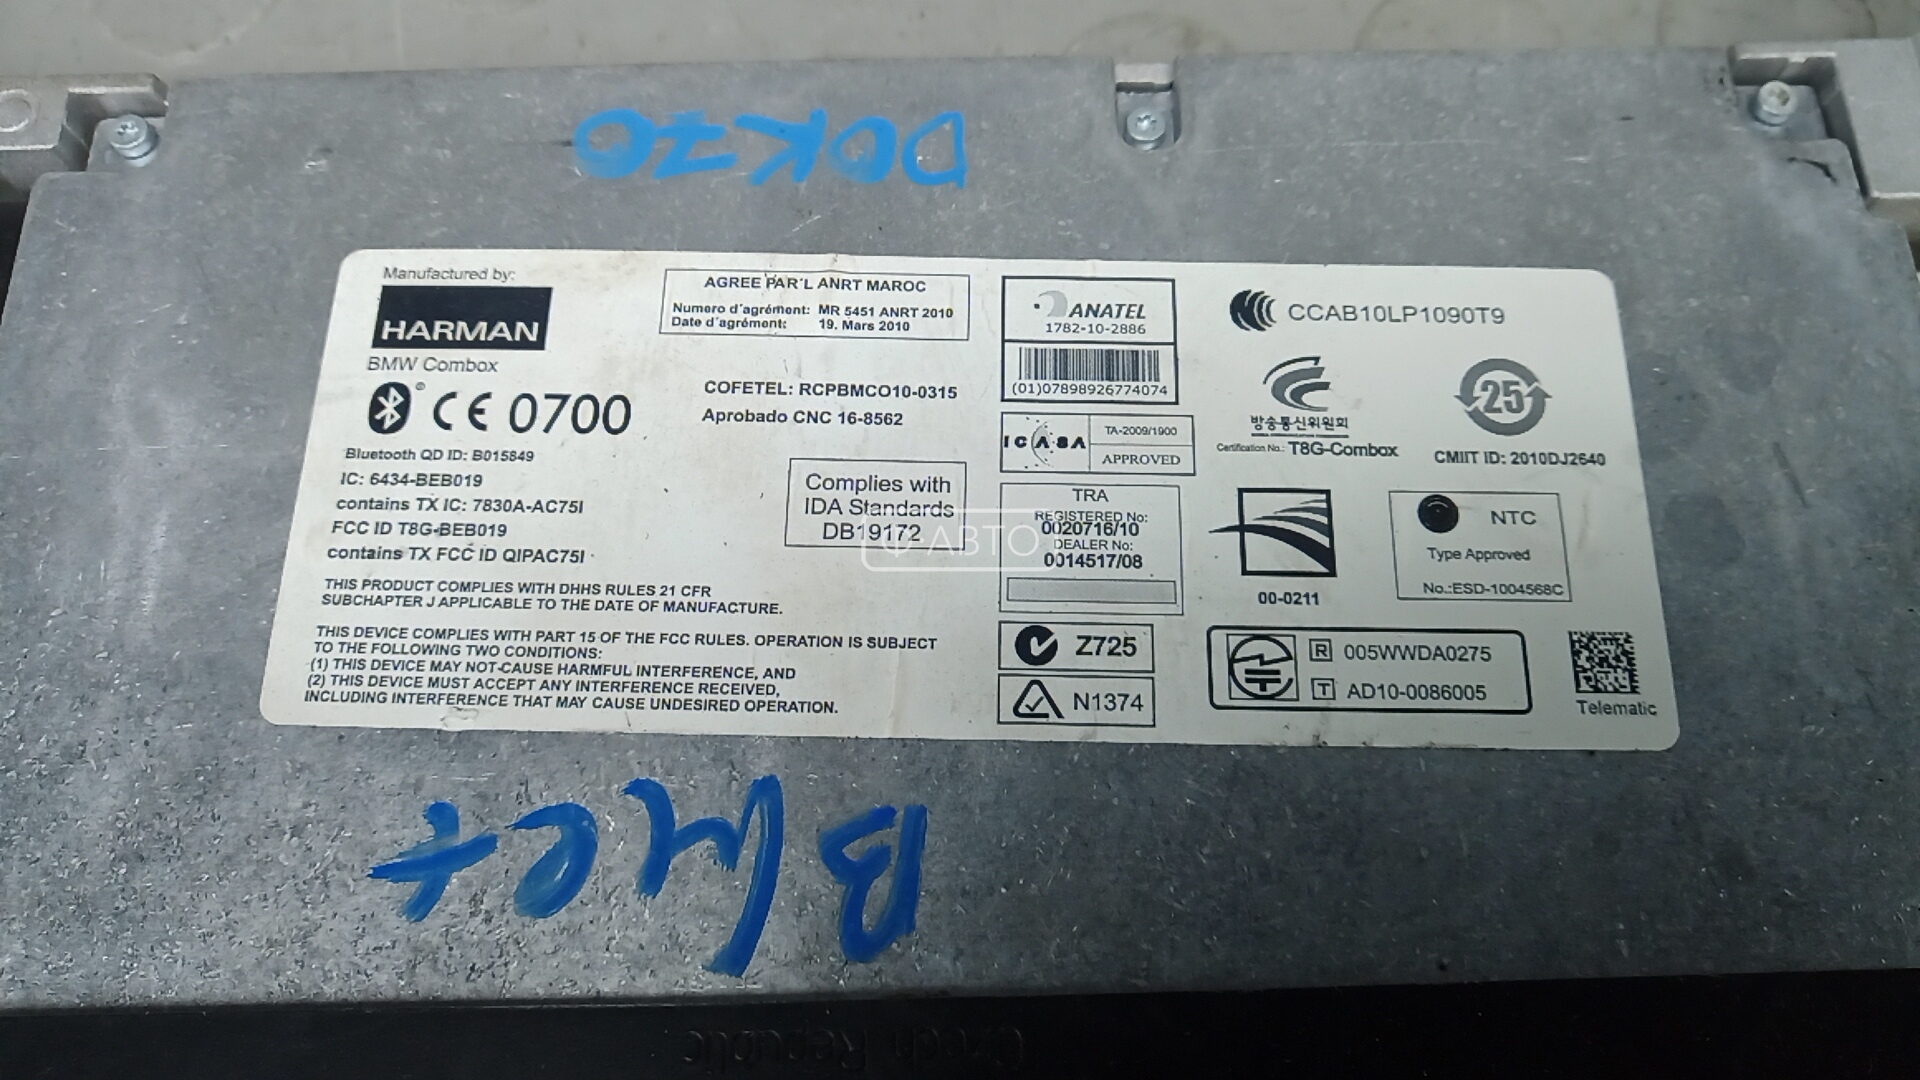 DOK70
Manufactured by:
HARMAN
BMW Combox
CE 0700
Bluetooth QD ID: B015849
IC: 6434-BEB019
contains TX IC: 7830A-AC75I
FCC ID T8G-BEB019
contains TX FCC ID QIPAC75I
THIS PRODUCT COMPLIES WITH DHHS RULES 21 CFR
SUBCHAPTER J APPLICABLE TO THE DATE OF MANUFACTURE.
THIS DEVICE COMPLIES WITH PART 15 OF THE FCC RULES. OPERATION IS SUBJECT
TO THE FOLLOWING TWO CONDITIONS:
(1) THIS DEVICE MAY NOT CAUSE HARMFUL INTERFERENCE, AND
(2) THIS DEVICE MUST ACCEPT ANY INTERFERENCE RECEIVED,
INCLUDING INTERFERENCE THAT MAY CAUSE UNDESIRED OPERATION.
AGREE PAR'L ANRT MAROC
Numero d'agrément: MR 5451 ANRT 2010
Date d'agrément: 19. Mars 2010
COFETEL: RCPBMCO10-0315
Aprobado CNC 16-8562
Complies with
IDA Standards
DB19172
ANATEL
1782-10-2886
(01)07898926774074
ICASA
TA-2009/1900
APPROVED
TRA
REGISTERED No:
0020716/10
DEALER No:
0014517/08
Z725
N1374
CCAB10LP1090T9
방송통신위원회
Certification No.: T8G-Combox
25
CMIIT ID: 2010DJ2640
00-0211
NTC
Type Approved
No.:ESD-1004568C
R 005WWDA0275
T AD10-0086005
Telematic
АВТО
Czech Republic